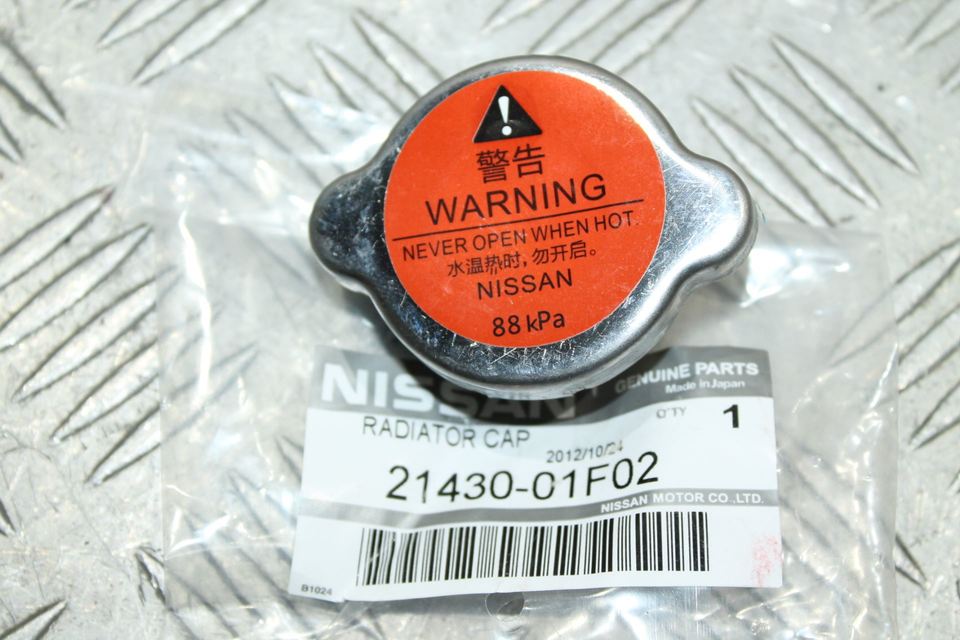 警告
WARNING
NEVER OPEN WHEN HOT.
水温热时,勿开启。
NISSAN
88 kPa
NISSAN
GENUINE PARTS
Made in Japan
RADIATOR CAP
Q'TY 1
2012/10/24
21430-01F02
NISSAN MOTOR CO.,LTD.
B1024